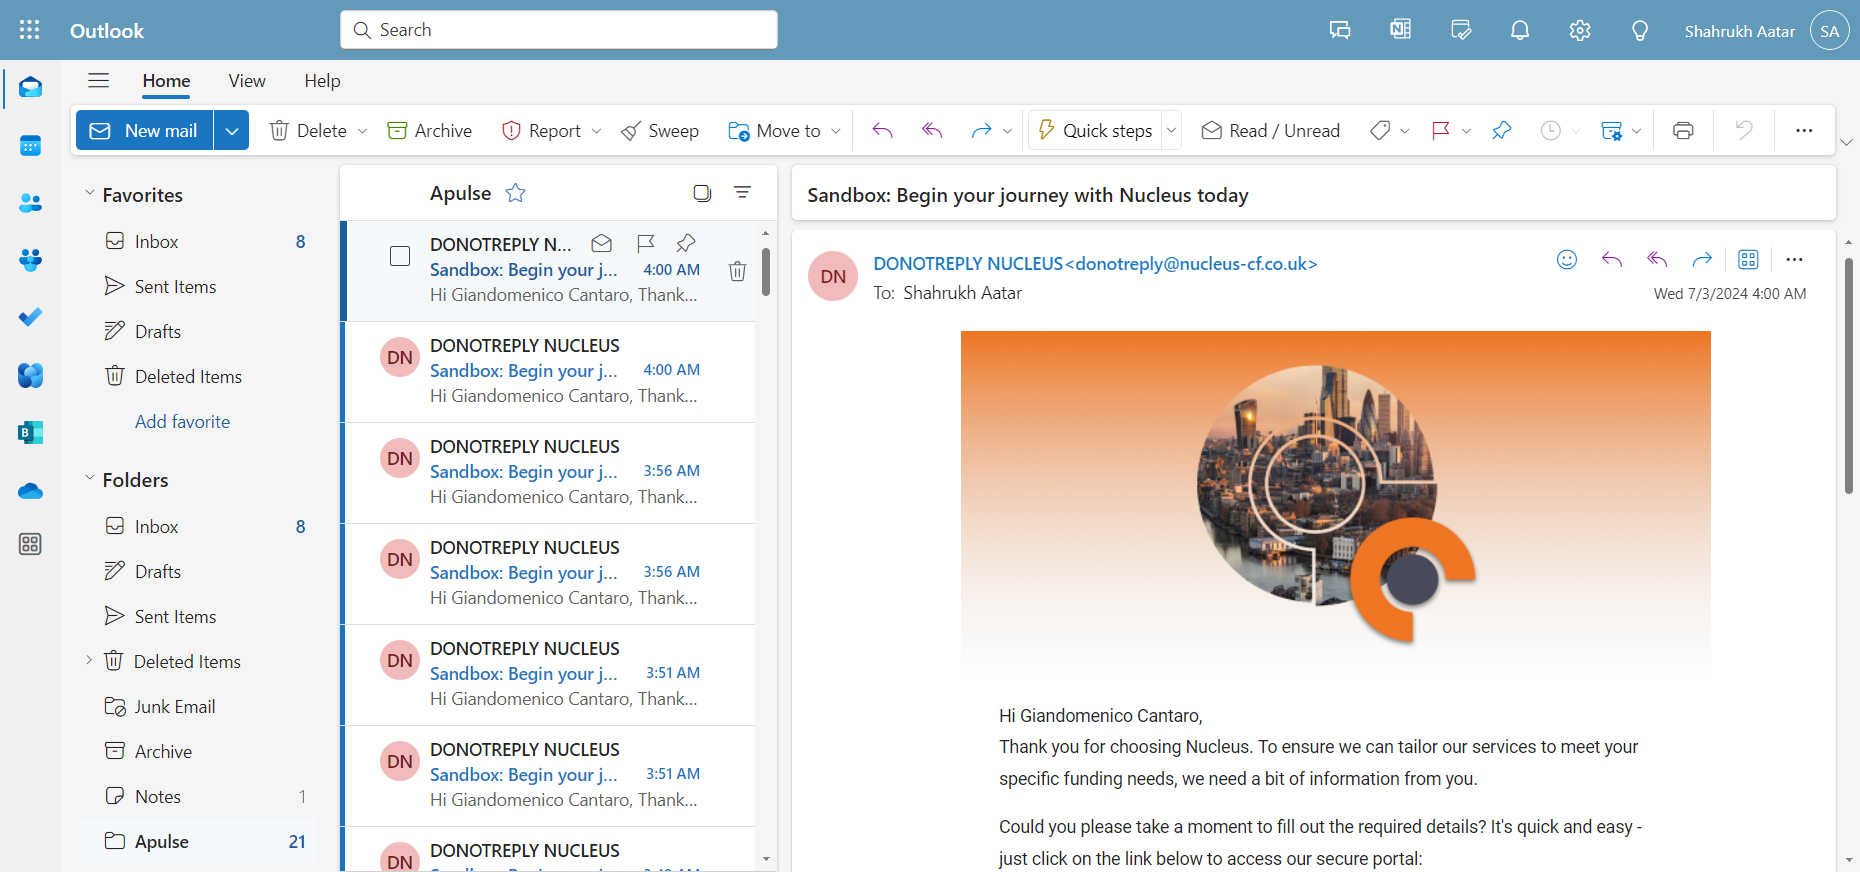 Outlook
Search
Shahrukh Aatar
SA
Home
View
Help
New mail
Delete
Archive
Report
Sweep
Move to
Quick steps
Read / Unread
Favorites
Inbox 8
Sent Items
Drafts
Deleted Items
Add favorite
Folders
Inbox 8
Drafts
Sent Items
Deleted Items
Junk Email
Archive
Notes 1
Apulse 21
Apulse
DONOTREPLY N...
Sandbox: Begin your j... 4:00 AM
Hi Giandomenico Cantaro, Thank...
DN
DONOTREPLY NUCLEUS
Sandbox: Begin your j... 4:00 AM
Hi Giandomenico Cantaro, Thank...
DN
DONOTREPLY NUCLEUS
Sandbox: Begin your j... 3:56 AM
Hi Giandomenico Cantaro, Thank...
DN
DONOTREPLY NUCLEUS
Sandbox: Begin your j... 3:56 AM
Hi Giandomenico Cantaro, Thank...
DN
DONOTREPLY NUCLEUS
Sandbox: Begin your j... 3:51 AM
Hi Giandomenico Cantaro, Thank...
DN
DONOTREPLY NUCLEUS
Sandbox: Begin your j... 3:51 AM
Hi Giandomenico Cantaro, Thank...
DN
DONOTREPLY NUCLEUS
Sandbox: Begin your journey with Nucleus today
DN
DONOTREPLY NUCLEUS<donotreply@nucleus-cf.co.uk>
To: Shahrukh Aatar
Wed 7/3/2024 4:00 AM
Hi Giandomenico Cantaro,
Thank you for choosing Nucleus. To ensure we can tailor our services to meet your
specific funding needs, we need a bit of information from you.
Could you please take a moment to fill out the required details? It's quick and easy -
just click on the link below to access our secure portal: